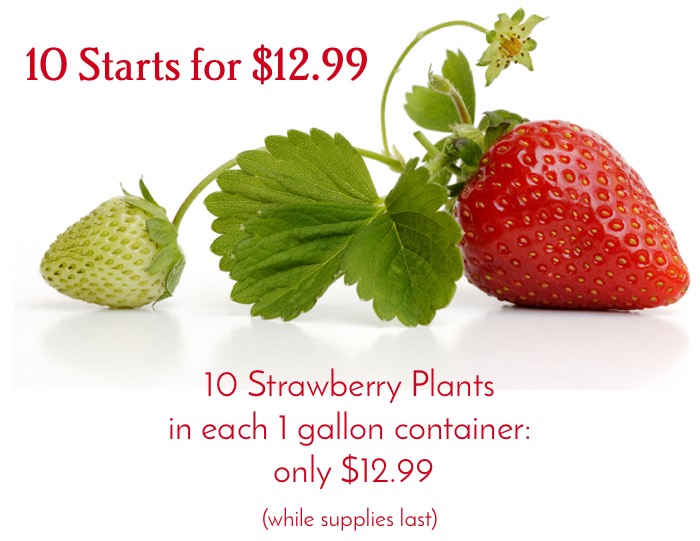 10 Starts for $12.99
10 Strawberry Plants
in each 1 gallon container:
only $12.99
(while supplies last)